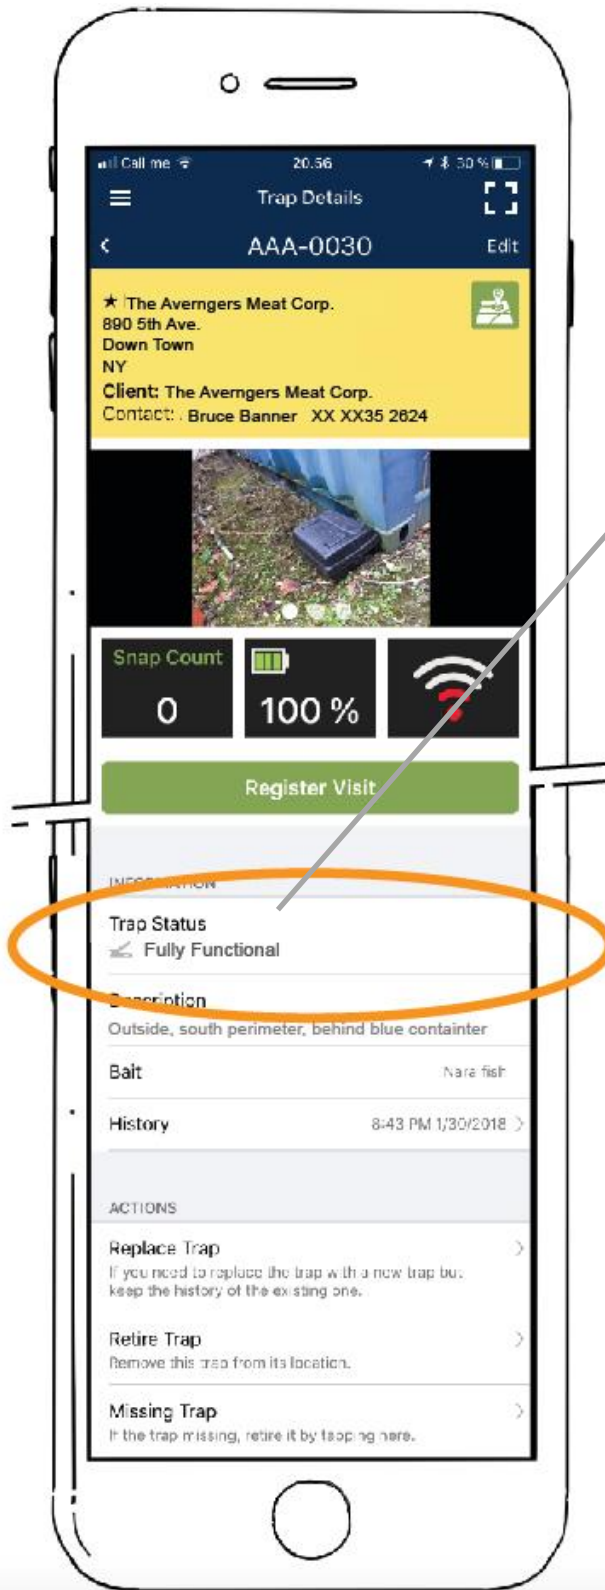 Call me 20.56 30 %
Trap Details
AAA-0030 Edit
★ The Averngers Meat Corp.
890 5th Ave.
Down Town
NY
Client: The Averngers Meat Corp.
Contact: . Bruce Banner XX XX35 2624
Snap Count
0
100 %
Register Visit
INFORMATION
Trap Status
Fully Functional
Description
Outside, south perimeter, behind blue containter
Bait Nara fish
History 8:43 PM 1/30/2018
ACTIONS
Replace Trap
If you need to replace the trap with a new trap but
keep the history of the existing one.
Retire Trap
Remove this trap from its location.
Missing Trap
If the trap missing, retire it by tapping here.